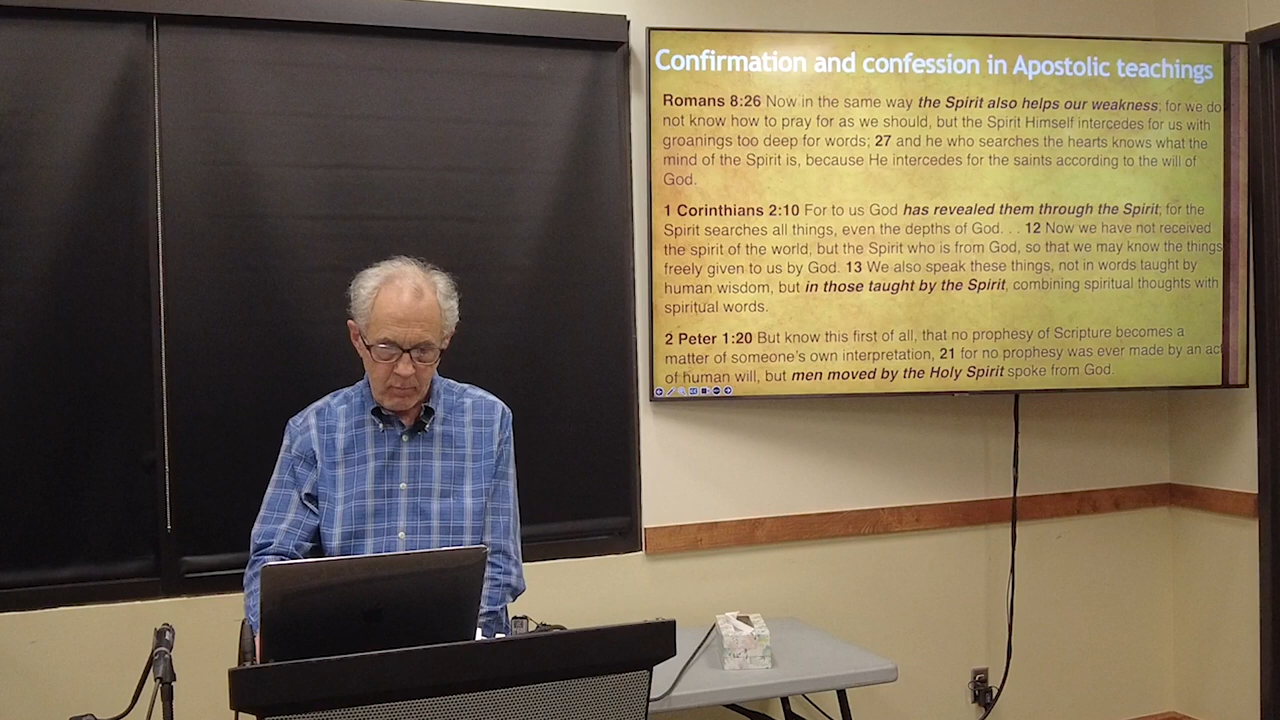 Confirmation and confession in Apostolic teachings
Romans 8:26 Now in the same way the Spirit also helps our weakness; for we do
not know how to pray for as we should, but the Spirit Himself intercedes for us with
groanings too deep for words; 27 and he who searches the hearts knows what the
mind of the Spirit is, because He intercedes for the saints according to the will of
God.
1 Corinthians 2:10 For to us God has revealed them through the Spirit; for the
Spirit searches all things, even the depths of God. . . 12 Now we have not received
the spirit of the world, but the Spirit who is from God, so that we may know the things
freely given to us by God. 13 We also speak these things, not in words taught by
human wisdom, but in those taught by the Spirit, combining spiritual thoughts with
spiritual words.
2 Peter 1:20 But know this first of all, that no prophesy of Scripture becomes a
matter of someone's own interpretation, 21 for no prophesy was ever made by an act
of human will, but men moved by the Holy Spirit spoke from God.